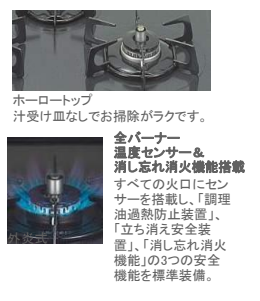 ホーロートップ
汁受け皿なしでお掃除がラクです。
全バーナー
温度センサー＆
消し忘れ消火機能搭載
すべての火口にセン
サーを搭載し、「調理
油過熱防止装置」、
「立ち消え安全装
置」、「消し忘れ消火
機能」の3つの安全
機能を標準装備。
外炎式